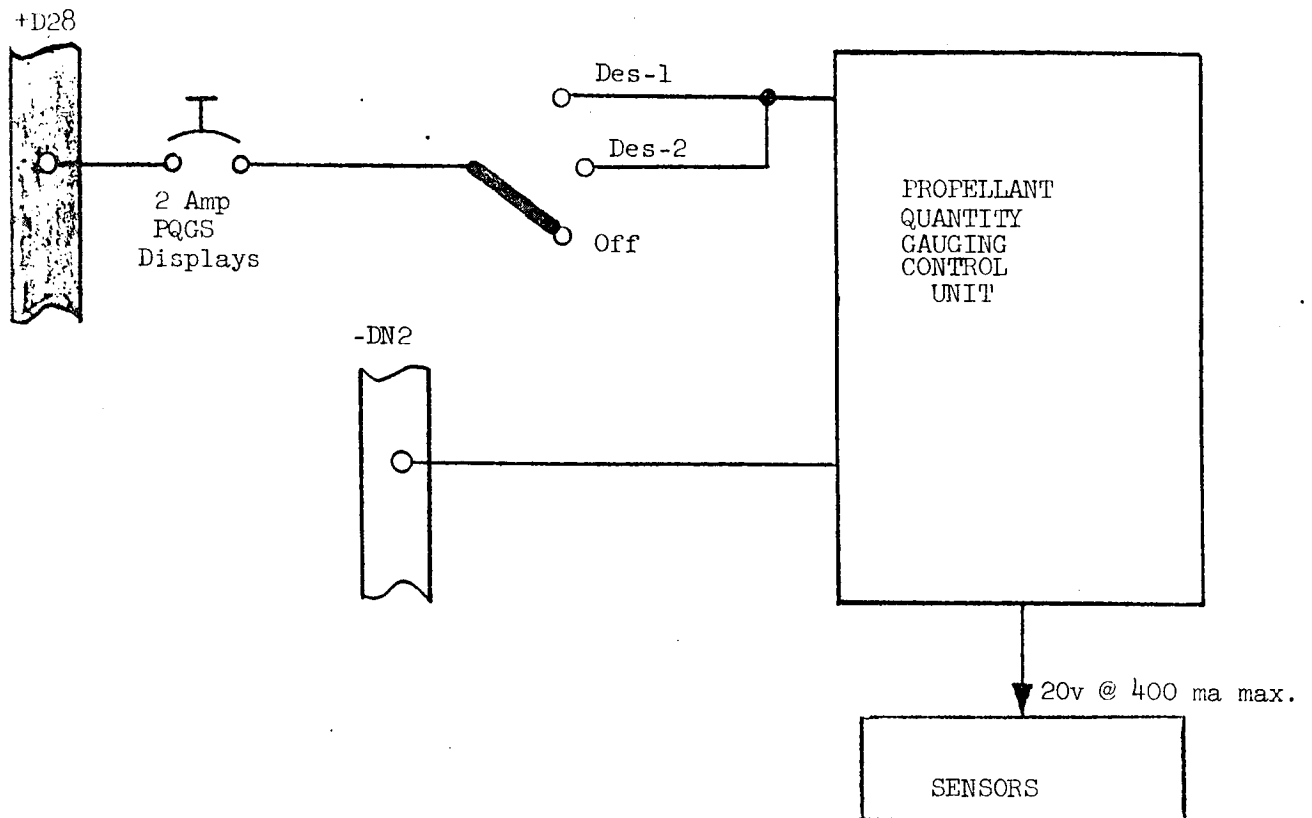 +D28
Des-1
Des-2
2 Amp
PQGS
Displays
Off
PROPELLANT
QUANTITY
GAUGING
CONTROL
UNIT
-DN2
20v @ 400 ma max.
SENSORS